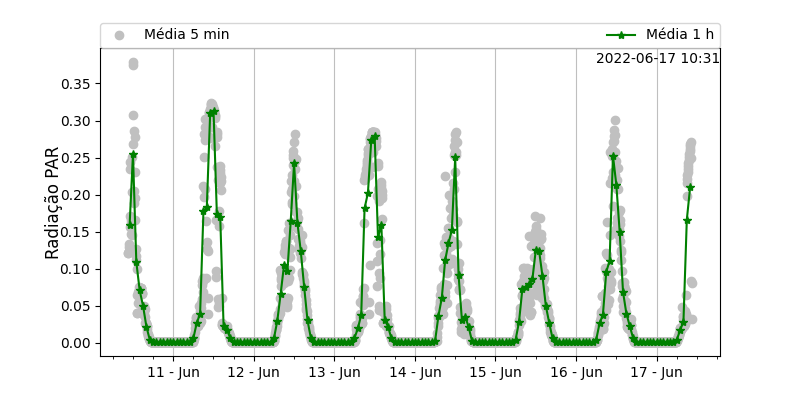 Média 5 min
Média 1 h
2022-06-17 10:31
Radiação PAR
0.35
0.30
0.25
0.20
0.15
0.10
0.05
0.00
11 - Jun
12 - Jun
13 - Jun
14 - Jun
15 - Jun
16 - Jun
17 - Jun